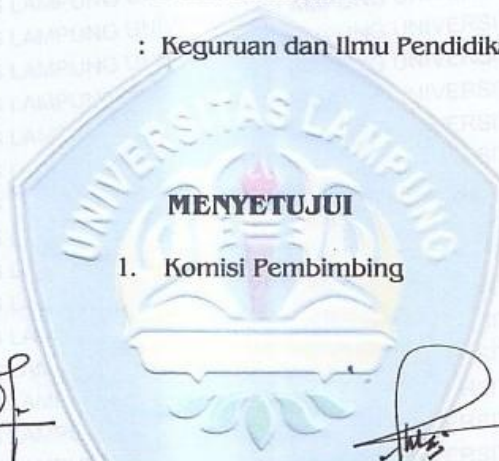 : Keguruan dan Ilmu Pendidik
UNIVERSITAS LAMPUNG
MENYETUJUI
1. Komisi Pembimbing